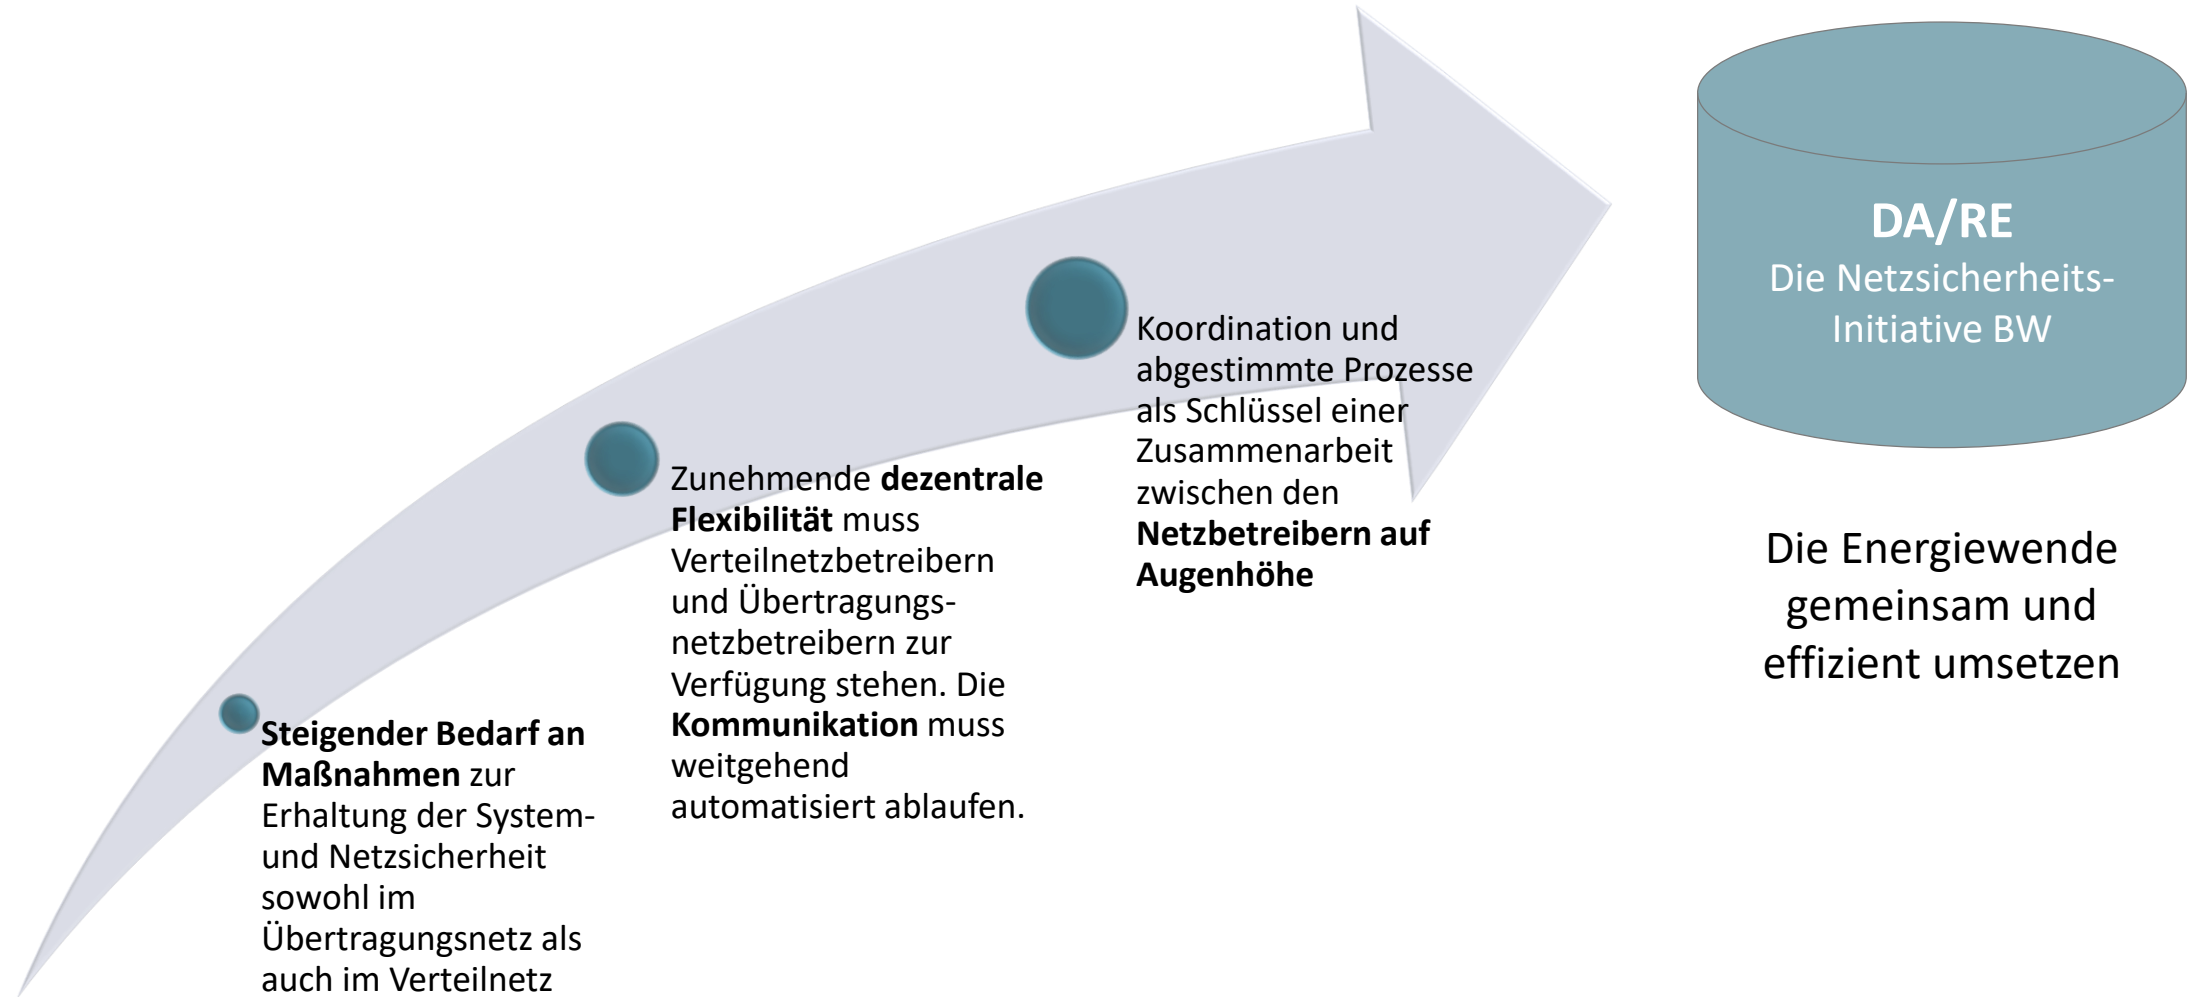 Steigender Bedarf an
Maßnahmen zur
Erhaltung der System-
und Netzsicherheit
sowohl im
Übertragungsnetz als
auch im Verteilnetz
Zunehmende dezentrale
Flexibilität muss
Verteilnetzbetreibern
und Übertragungs-
netzbetreibern zur
Verfügung stehen. Die
Kommunikation muss
weitgehend
automatisiert ablaufen.
Koordination und
abgestimmte Prozesse
als Schlüssel einer
Zusammenarbeit
zwischen den
Netzbetreibern auf
Augenhöhe
DA/RE
Die Netzsicherheits-
Initiative BW
Die Energiewende
gemeinsam und
effizient umsetzen